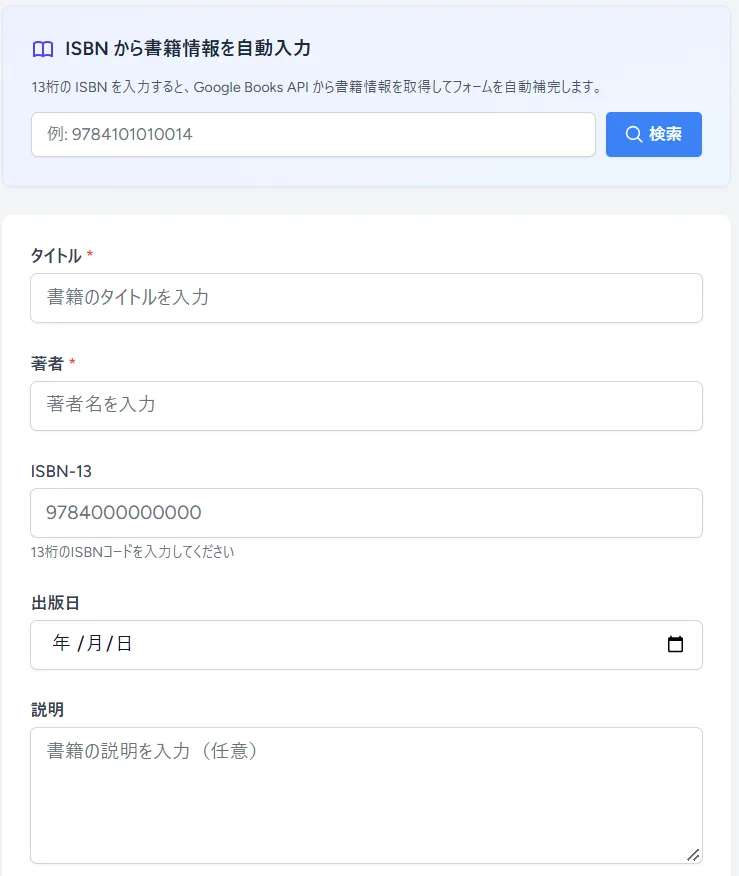 ISBN から書籍情報を自動入力
13桁の ISBN を入力すると、Google Books API から書籍情報を取得してフォームを自動補完します。
例: 9784101010014
検索
タイトル *
書籍のタイトルを入力
著者 *
著者名を入力
ISBN-13
9784000000000
13桁のISBNコードを入力してください
出版日
年 /月/日
説明
書籍の説明を入力（任意）